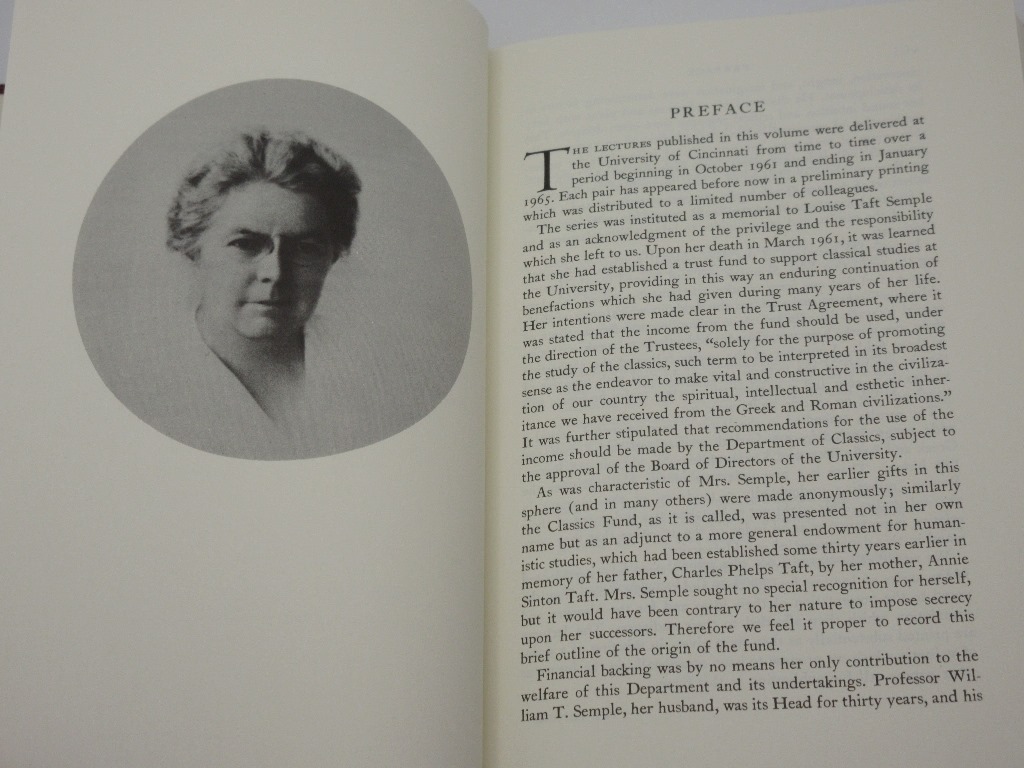 PREFACE
THE LECTURES published in this volume were delivered at
the University of Cincinnati from time to time over a
period beginning in October 1961 and ending in January
1965. Each pair has appeared before now in a preliminary printing
which was distributed to a limited number of colleagues.
The series was instituted as a memorial to Louise Taft Semple
and as an acknowledgment of the privilege and the responsibility
which she left to us. Upon her death in March 1961, it was learned
that she had established a trust fund to support classical studies at
the University, providing in this way an enduring continuation of
benefactions which she had given during many years of her life.
Her intentions were made clear in the Trust Agreement, where it
was stated that the income from the fund should be used, under
the direction of the Trustees, “solely for the purpose of promoting
the study of the classics, such term to be interpreted in its broadest
sense as the endeavor to make vital and constructive in the civiliza-
tion of our country the spiritual, intellectual and esthetic inher-
itance we have received from the Greek and Roman civilizations.”
It was further stipulated that recommendations for the use of the
income should be made by the Department of Classics, subject to
the approval of the Board of Directors of the University.
As was characteristic of Mrs. Semple, her earlier gifts in this
sphere (and in many others) were made anonymously; similarly
the Classics Fund, as it is called, was presented not in her own
name but as an adjunct to a more general endowment for human-
istic studies, which had been established some thirty years earlier in
memory of her father, Charles Phelps Taft, by her mother, Annie
Sinton Taft. Mrs. Semple sought no special recognition for herself,
but it would have been contrary to her nature to impose secrecy
upon her successors. Therefore we feel it proper to record this
brief outline of the origin of the fund.
Financial backing was by no means her only contribution to the
welfare of this Department and its undertakings. Professor Wil-
liam T. Semple, her husband, was its Head for thirty years, and his